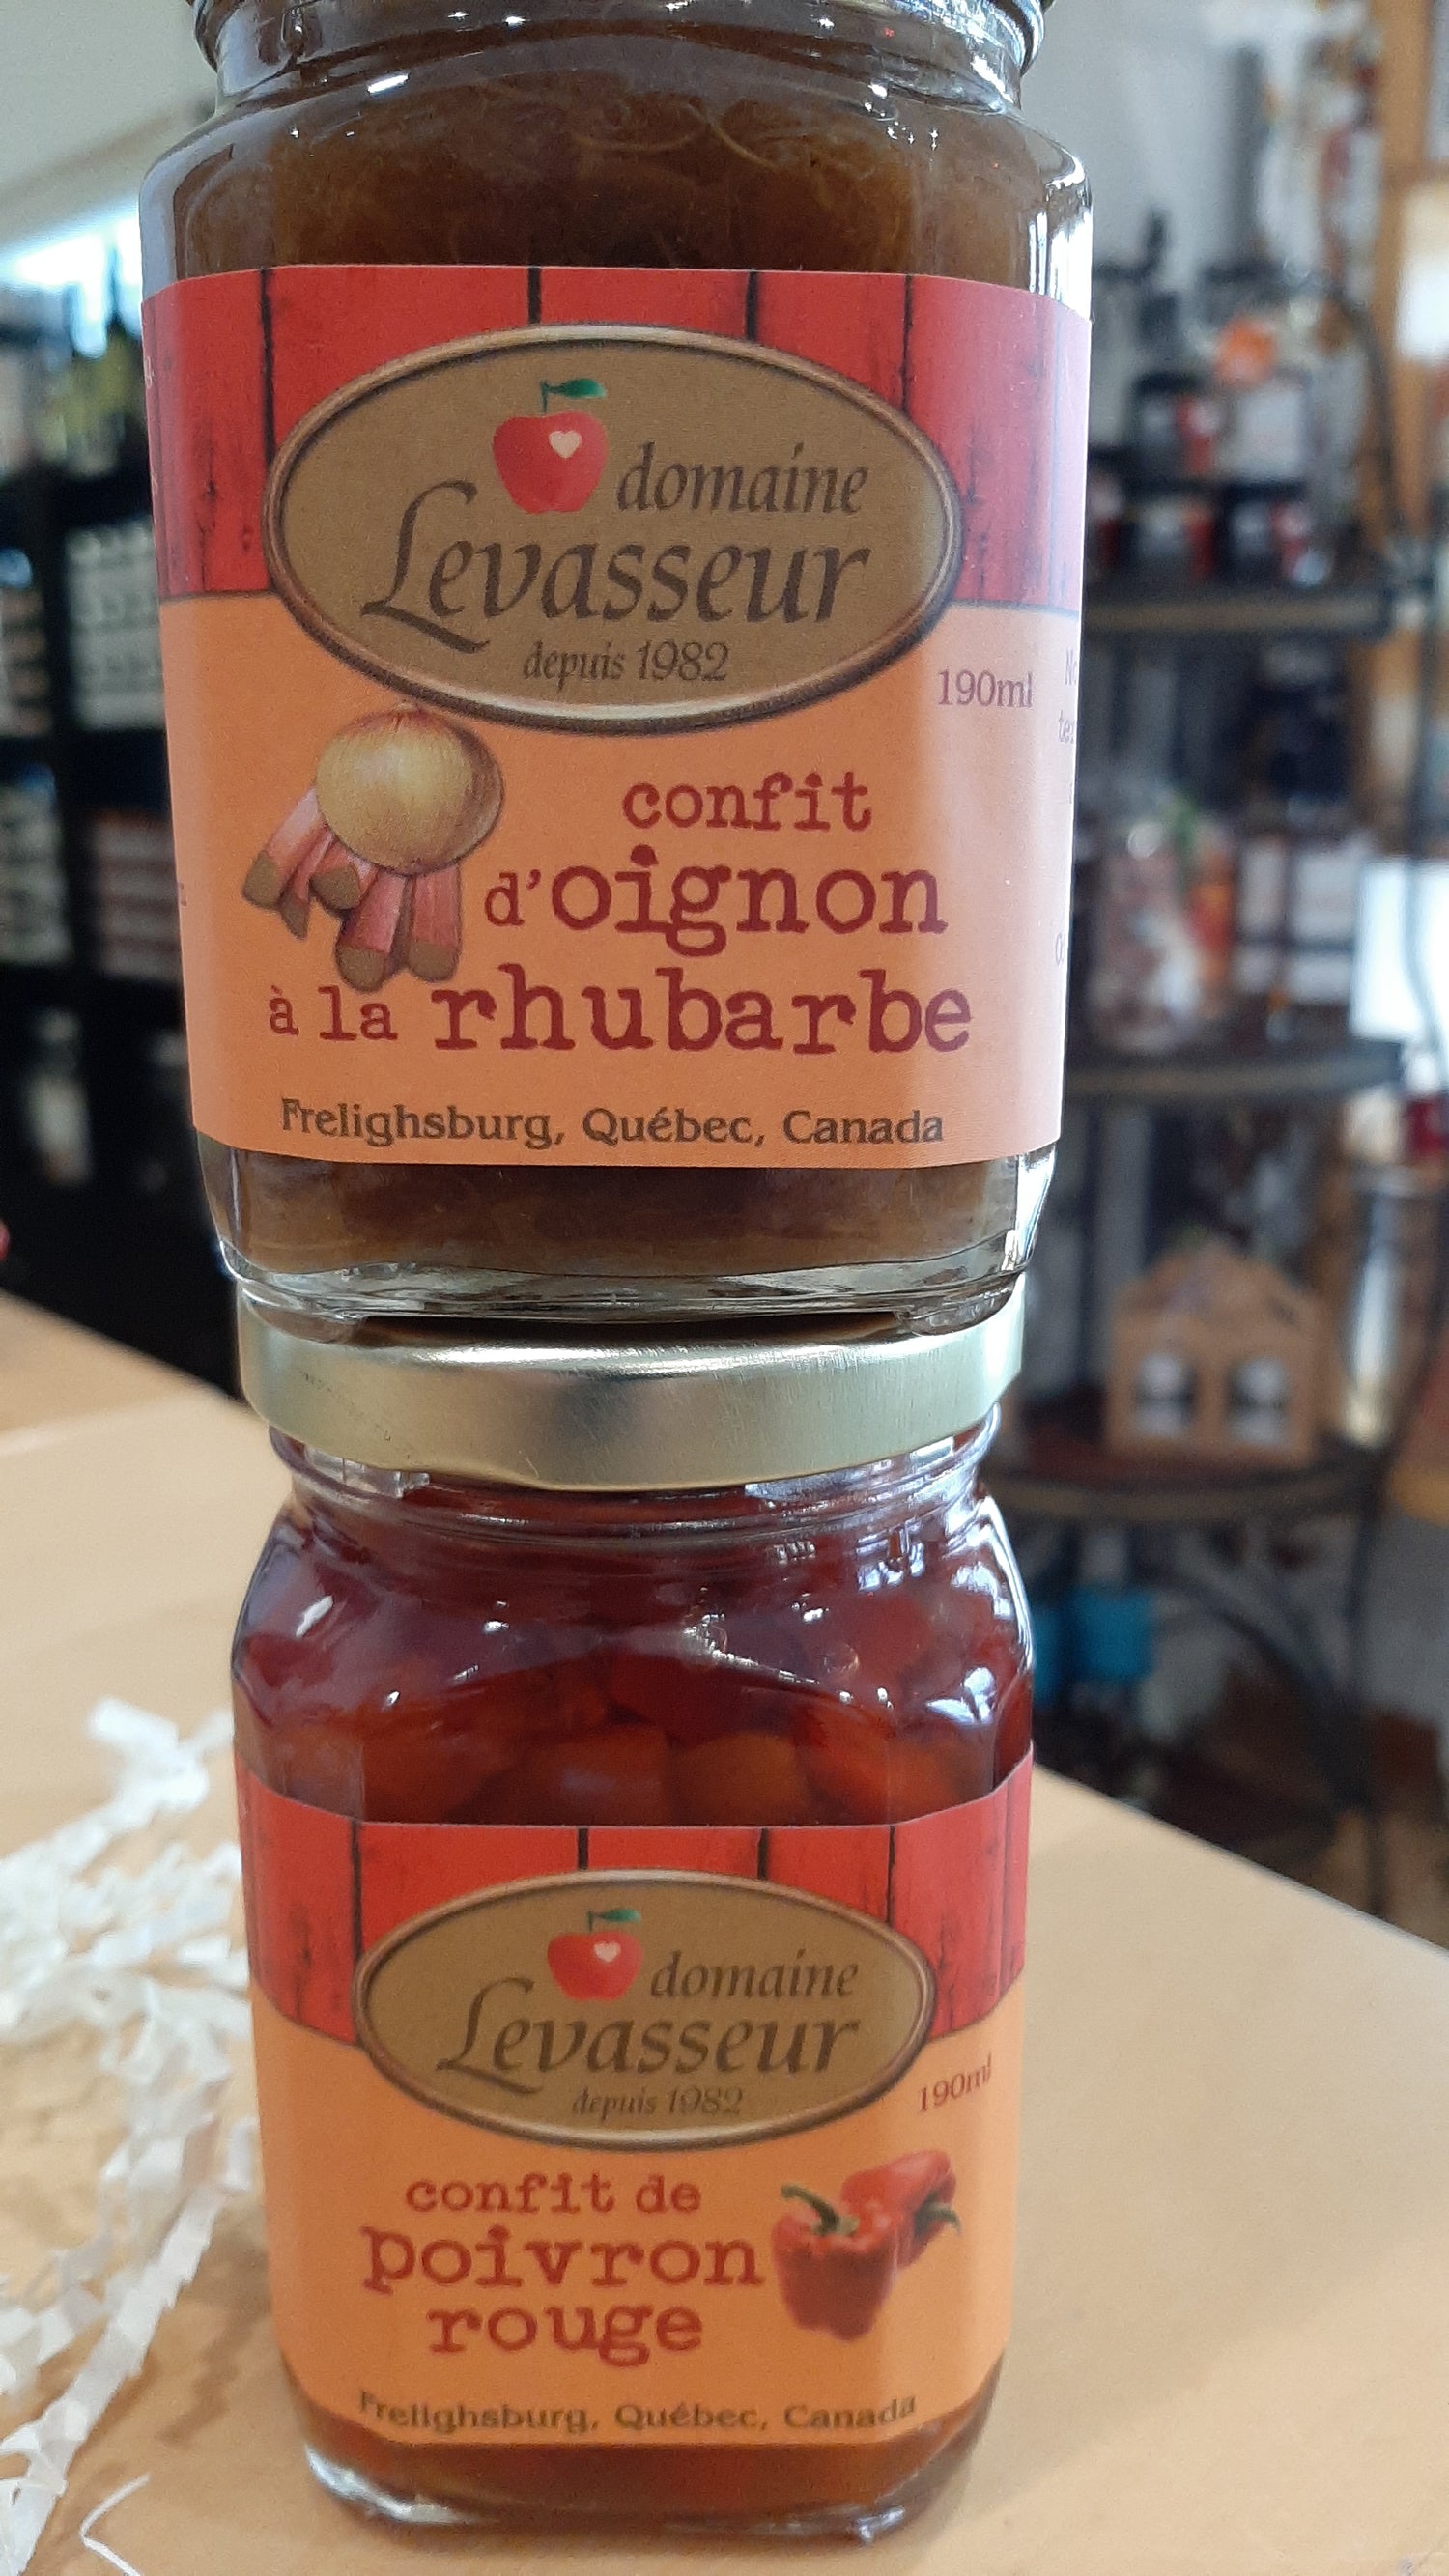 domaine
Levasseur
depuis 1982
190ml
confit
d'oignon
à la rhubarbe
Frelighsburg, Québec, Canada
domaine
Levasseur
depuis 1982
190ml
confit de
poivron
rouge
Frelighsburg, Québec, Canada